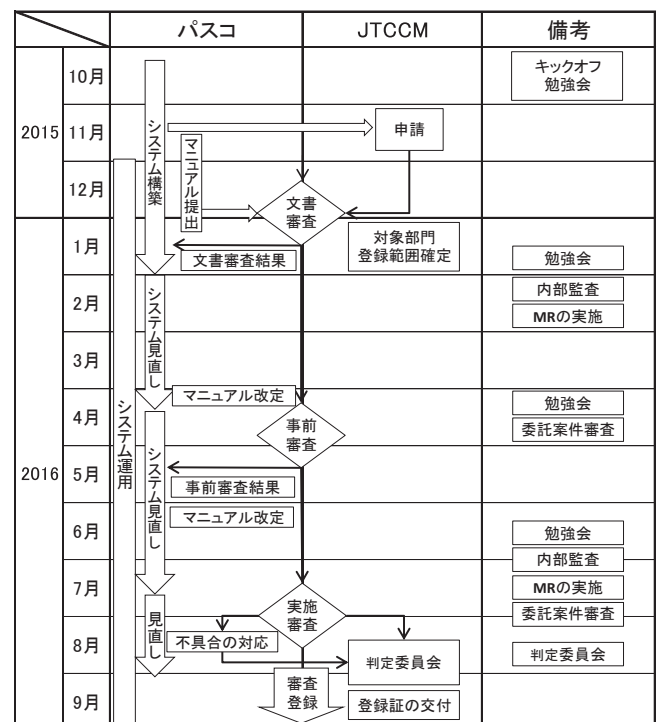 パスコ
JTCCM
備考
2015
10月
キックオフ
勉強会
11月
申請
システム構築
マニュアル提出
12月
文書
審査
2016
1月
文書審査結果
対象部門
登録範囲確定
勉強会
2月
内部監査
MRの実施
システム見直し
3月
システム運用
マニュアル改定
4月
事前
審査
勉強会
委託案件審査
システム見直し
5月
事前審査結果
マニュアル改定
6月
勉強会
内部監査
7月
MRの実施
実施
審査
委託案件審査
見直し
8月
不具合の対応
判定委員会
判定委員会
9月
審査
登録
登録証の交付